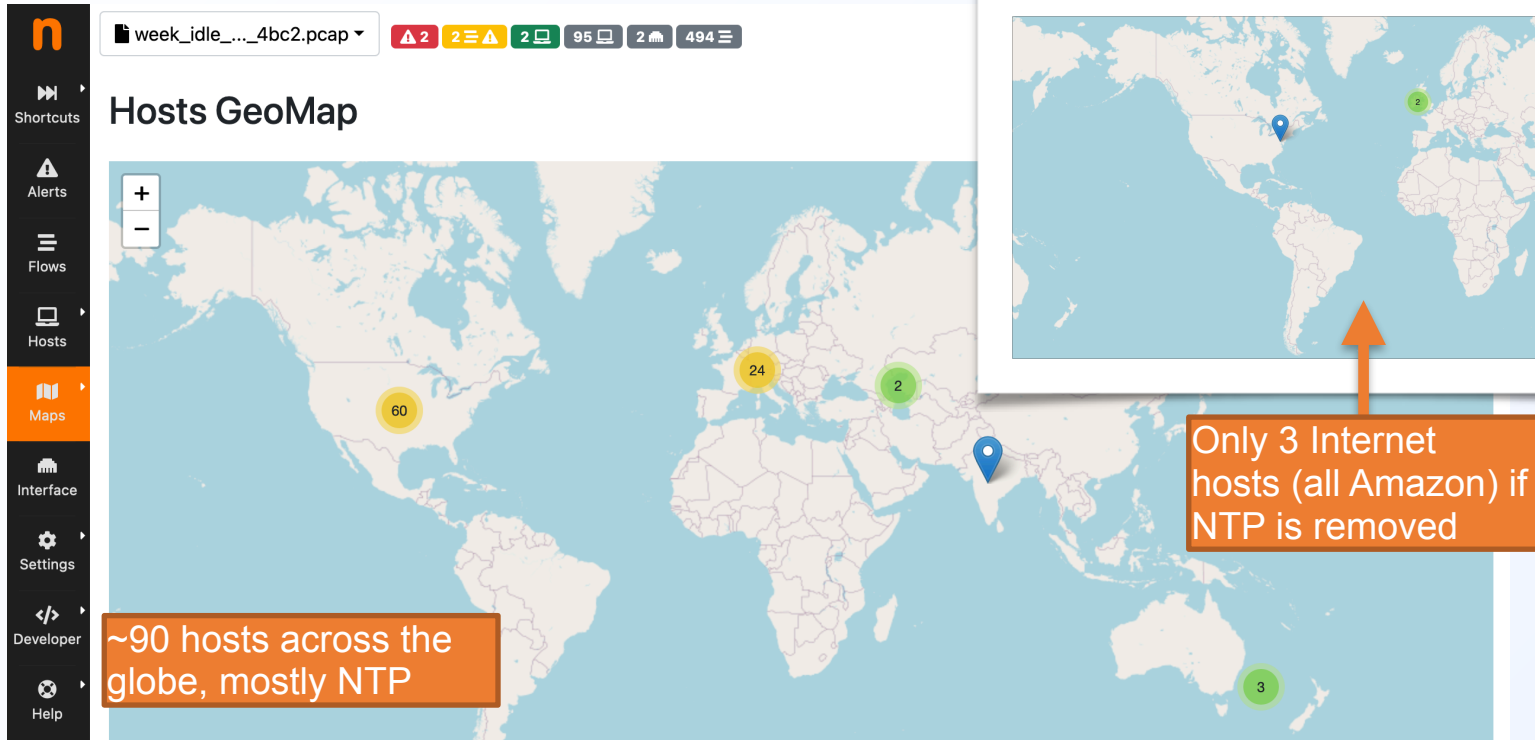 n
week_idle_..._4bc2.pcap
2
2
2
95
2
494
Shortcuts
Alerts
Flows
Hosts
Maps
Interface
Settings
</>
Developer
Help
Hosts GeoMap
+
−
60
24
2
3
2
~90 hosts across the
globe, mostly NTP
Only 3 Internet
hosts (all Amazon) if
NTP is removed